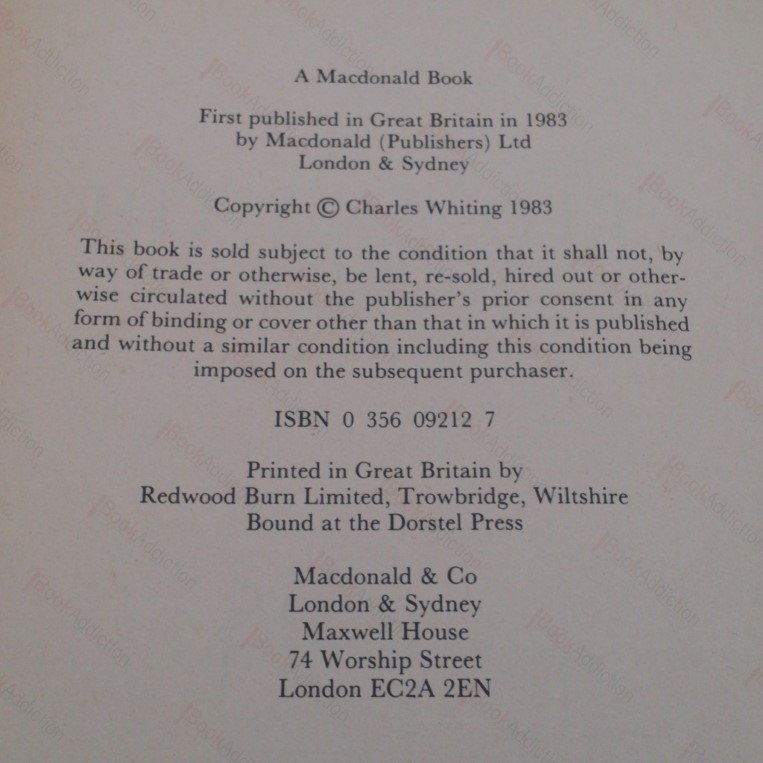 A Macdonald Book
First published in Great Britain in 1983
by Macdonald (Publishers) Ltd
London & Sydney
Copyright © Charles Whiting 1983
This book is sold subject to the condition that it shall not, by
way of trade or otherwise, be lent, re-sold, hired out or other-
wise circulated without the publisher's prior consent in any
form of binding or cover other than that in which it is published
and without a similar condition including this condition being
imposed on the subsequent purchaser.
ISBN 0 356 09212 7
Printed in Great Britain by
Redwood Burn Limited, Trowbridge, Wiltshire
Bound at the Dorstel Press
Macdonald & Co
London & Sydney
Maxwell House
74 Worship Street
London EC2A 2EN